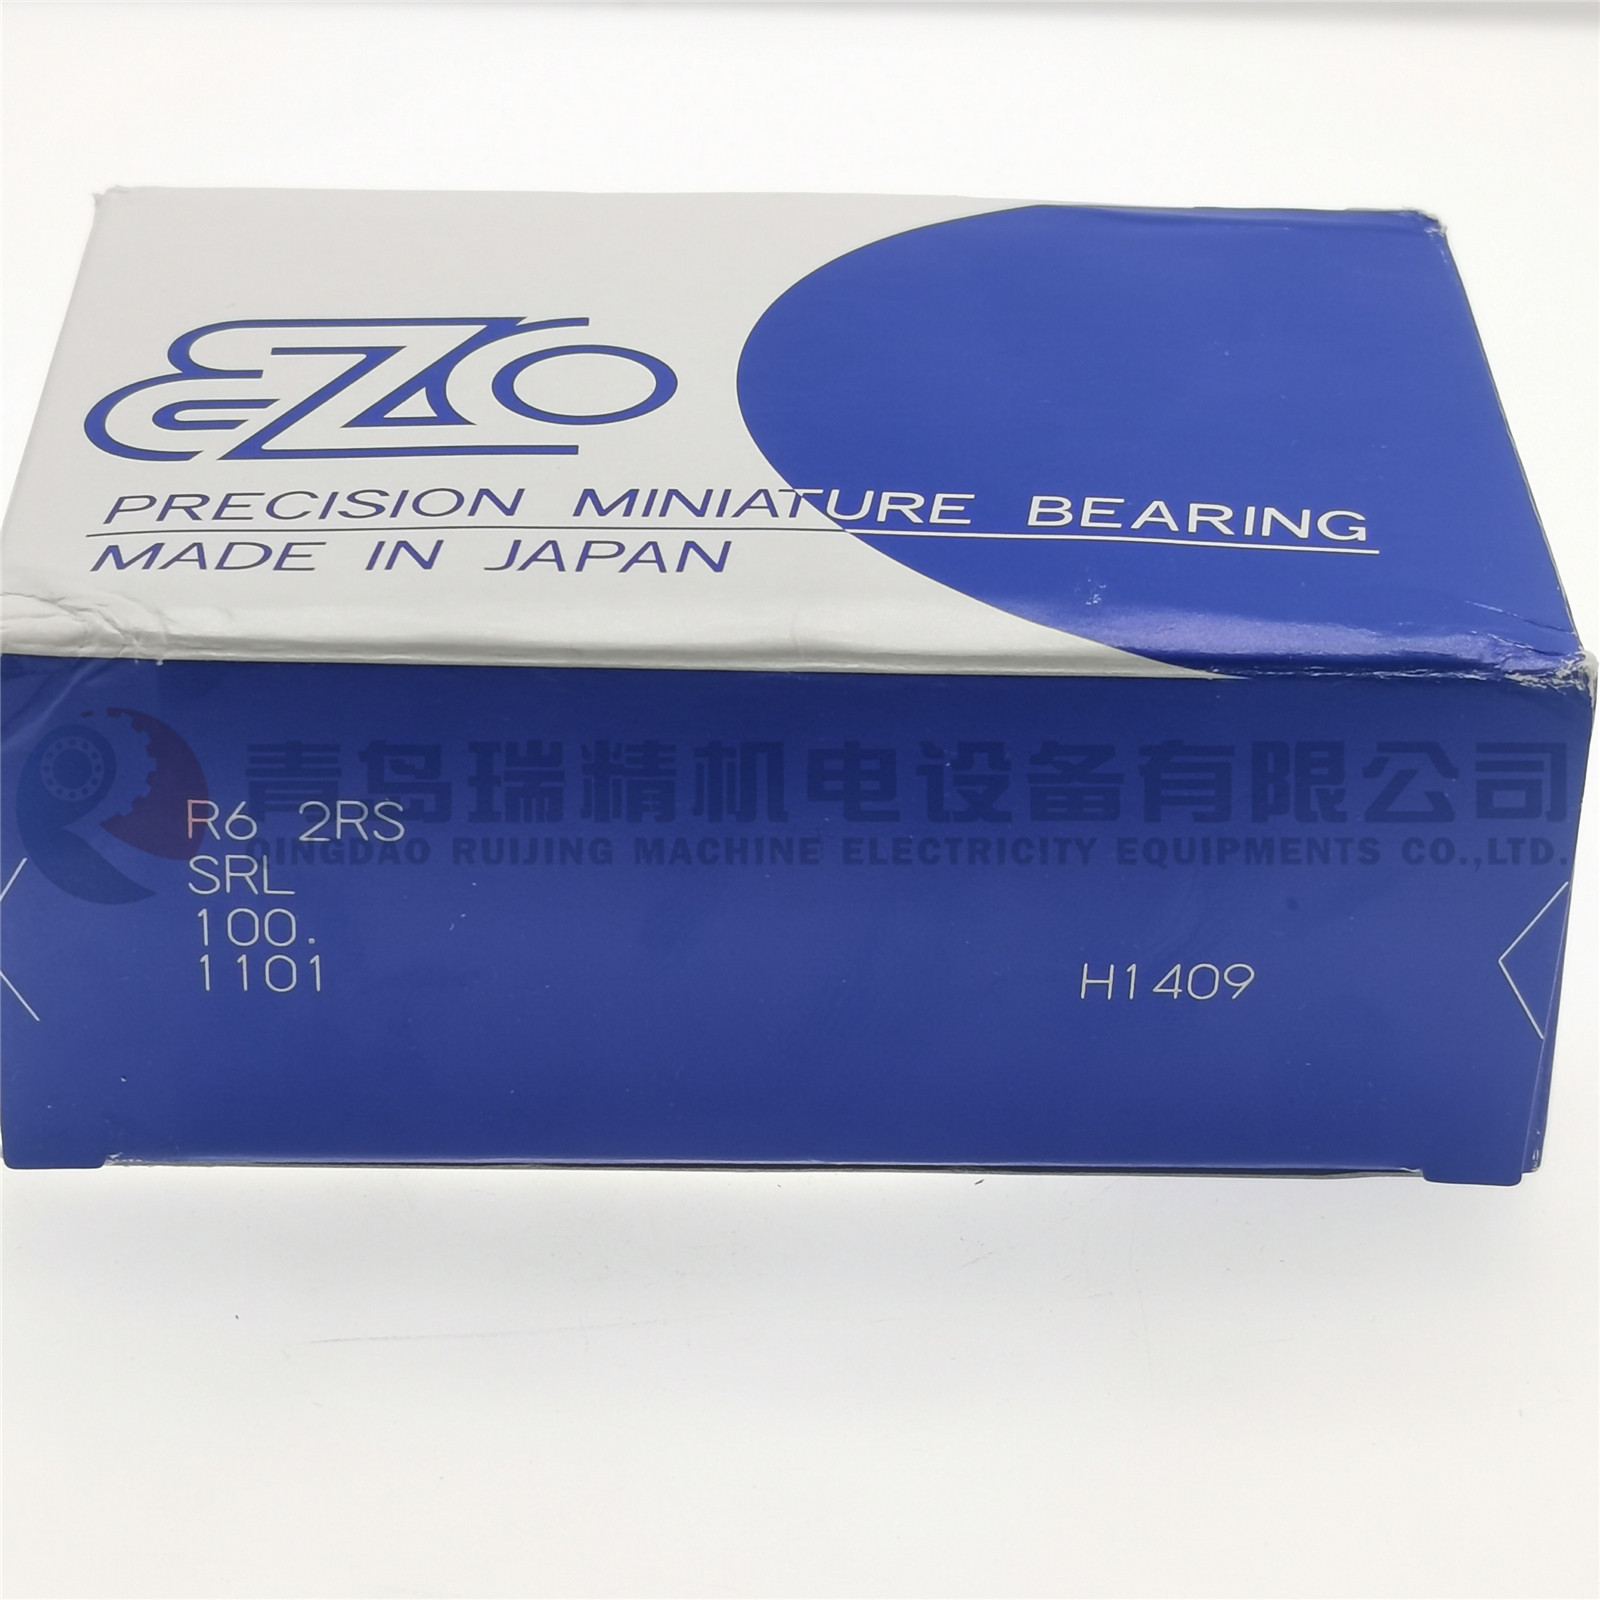 EZO
PRECISION MINIATURE BEARING
MADE IN JAPAN
青岛瑞精机电设备有限公司
QINGDAO RUIJING MACHINE ELECTRICITY EQUIPMENTS CO.,LTD.
R6 2RS
SRL
100.
1101
H1409